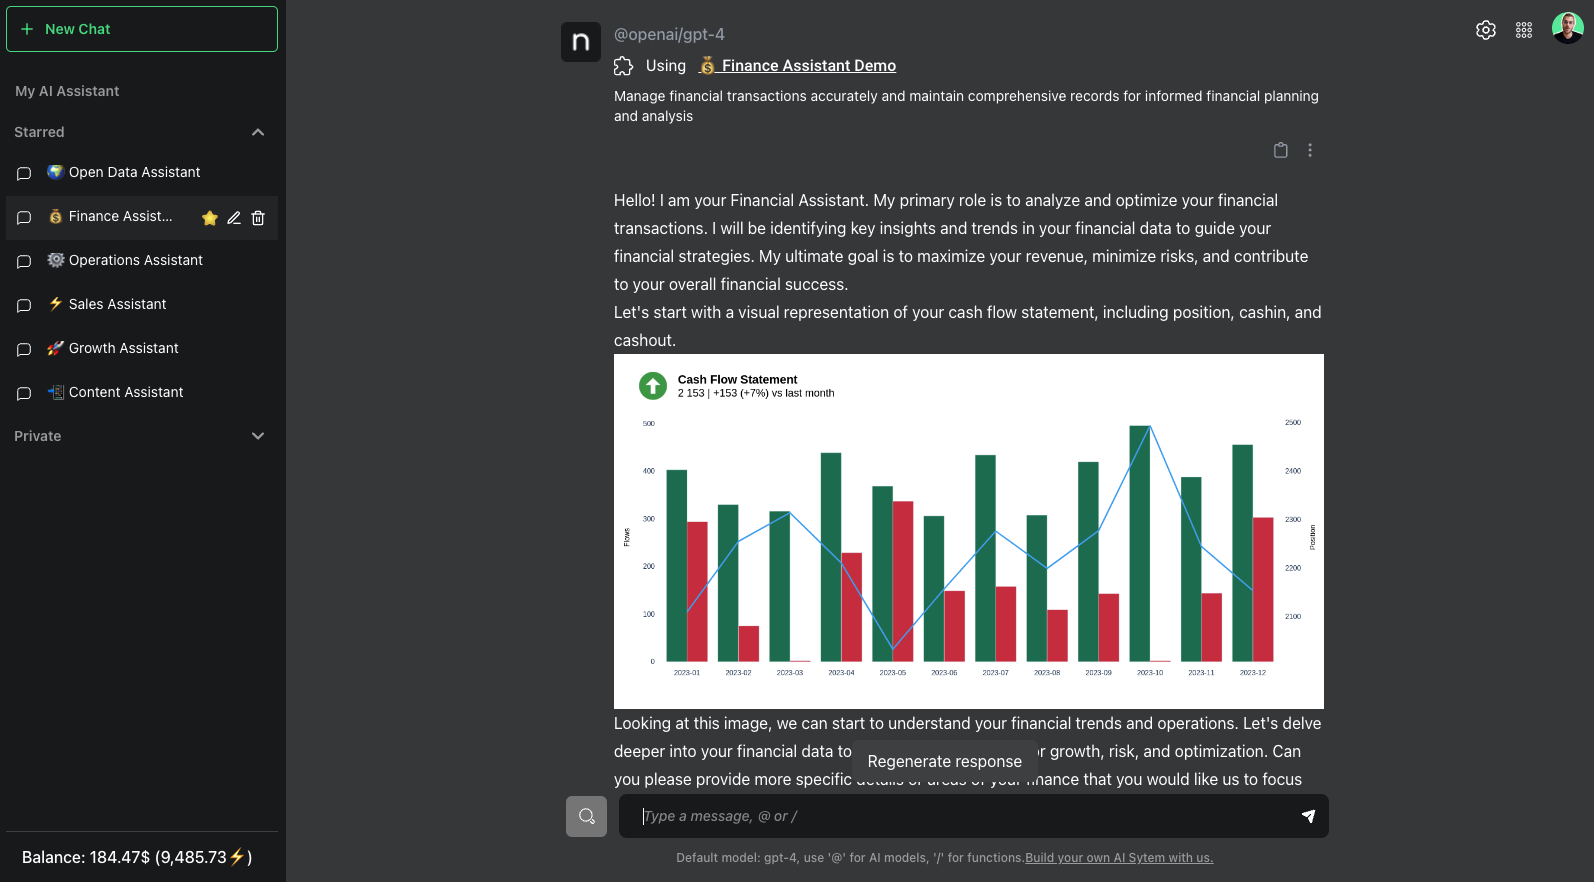 New Chat
My AI Assistant
Starred
Open Data Assistant
Finance Assist...
Operations Assistant
Sales Assistant
Growth Assistant
Content Assistant
Private
Balance: 184.47$ (9,485.73⚡)
n
@openai/gpt-4
Using 💰 Finance Assistant Demo
Manage financial transactions accurately and maintain comprehensive records for informed financial planning
and analysis
Hello! I am your Financial Assistant. My primary role is to analyze and optimize your financial
transactions. I will be identifying key insights and trends in your financial data to guide your
financial strategies. My ultimate goal is to maximize your revenue, minimize risks, and contribute
to your overall financial success.
Let's start with a visual representation of your cash flow statement, including position, cashin, and
cashout.
Cash Flow Statement
2 153 | +153 (+7%) vs last month
500
400
300
200
100
0
Flows
2500
2400
2300
2200
2100
Position
2023-01 2023-02 2023-03 2023-04 2023-05 2023-06 2023-07 2023-08 2023-09 2023-10 2023-11 2023-12
Looking at this image, we can start to understand your financial trends and operations. Let's delve
deeper into your financial data to growth, risk, and optimization. Can
you please provide more specific details or areas of your finance that you would like us to focus
Regenerate response
Type a message, @ or /
Default model: gpt-4, use '@' for AI models, '/' for functions.Build your own AI Sytem with us.